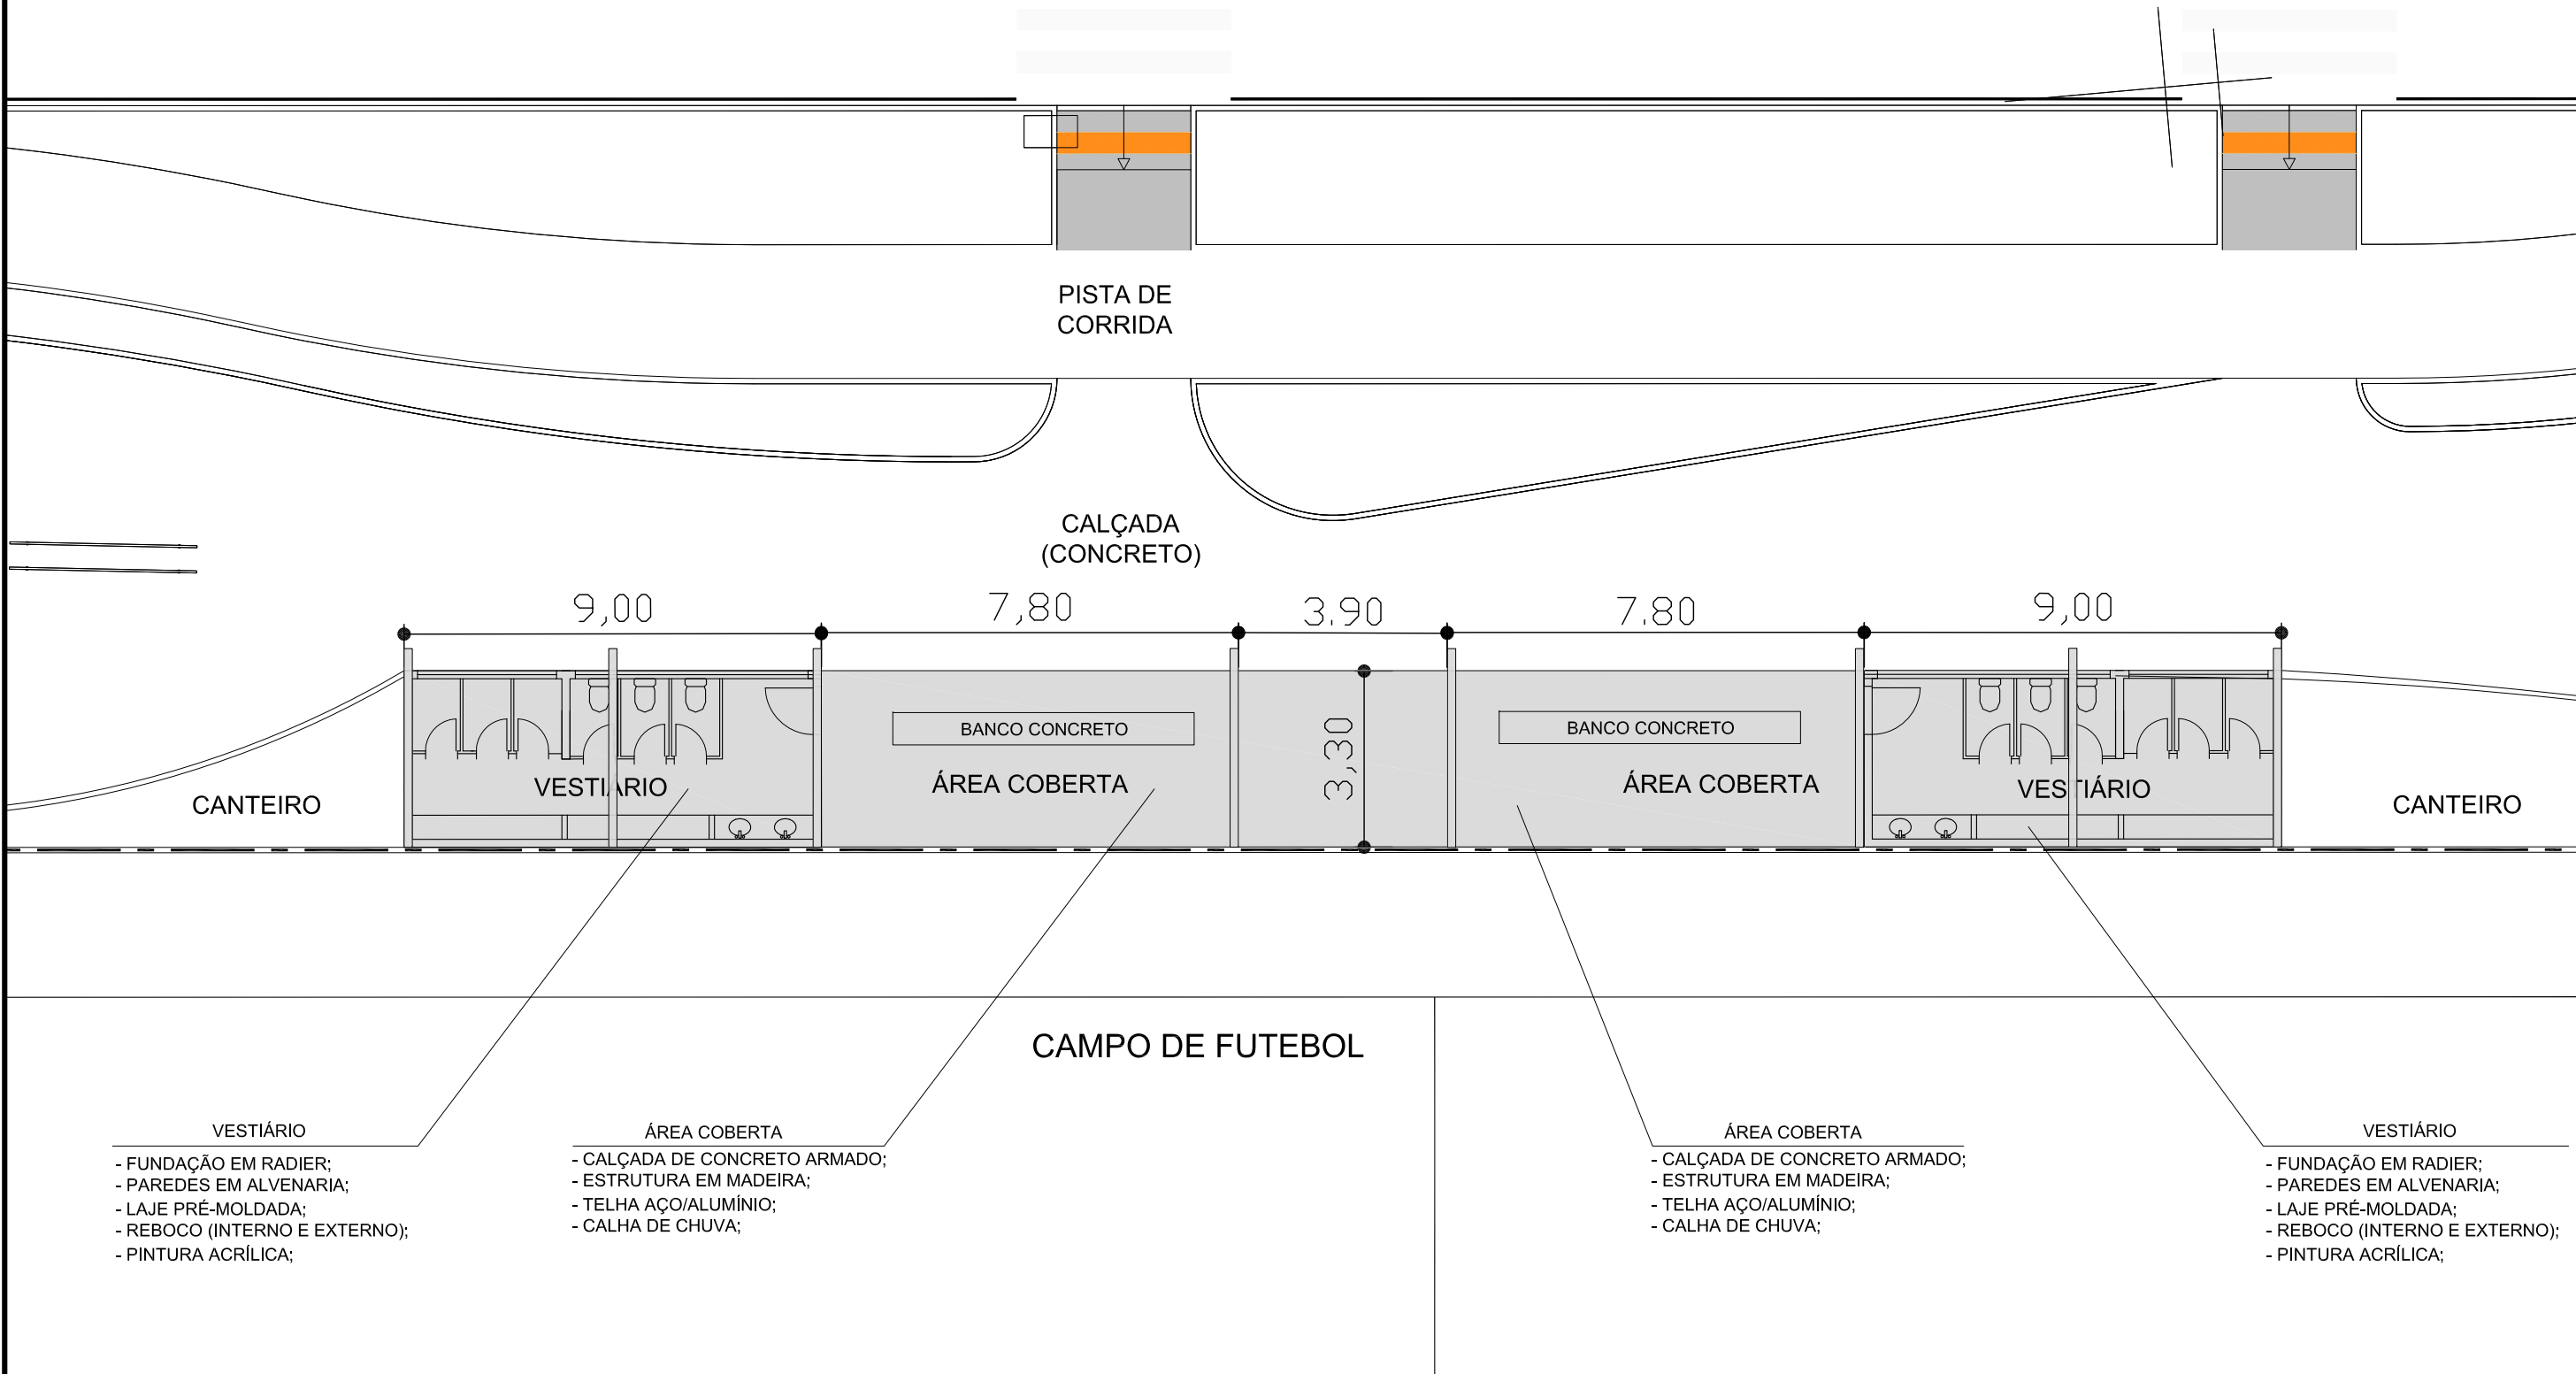 PISTA DE
CORRIDA
CALÇADA
(CONCRETO)
9,00
7,80
3,90
7,80
9,00
BANCO CONCRETO
BANCO CONCRETO
3,30
VESTIÁRIO
ÁREA COBERTA
ÁREA COBERTA
VESTIÁRIO
CANTEIRO
CANTEIRO
CAMPO DE FUTEBOL
VESTIÁRIO
- FUNDAÇÃO EM RADIER;
- PAREDES EM ALVENARIA;
- LAJE PRÉ-MOLDADA;
- REBOCO (INTERNO E EXTERNO);
- PINTURA ACRÍLICA;
ÁREA COBERTA
- CALÇADA DE CONCRETO ARMADO;
- ESTRUTURA EM MADEIRA;
- TELHA AÇO/ALUMÍNIO;
- CALHA DE CHUVA;
ÁREA COBERTA
- CALÇADA DE CONCRETO ARMADO;
- ESTRUTURA EM MADEIRA;
- TELHA AÇO/ALUMÍNIO;
- CALHA DE CHUVA;
VESTIÁRIO
- FUNDAÇÃO EM RADIER;
- PAREDES EM ALVENARIA;
- LAJE PRÉ-MOLDADA;
- REBOCO (INTERNO E EXTERNO);
- PINTURA ACRÍLICA;